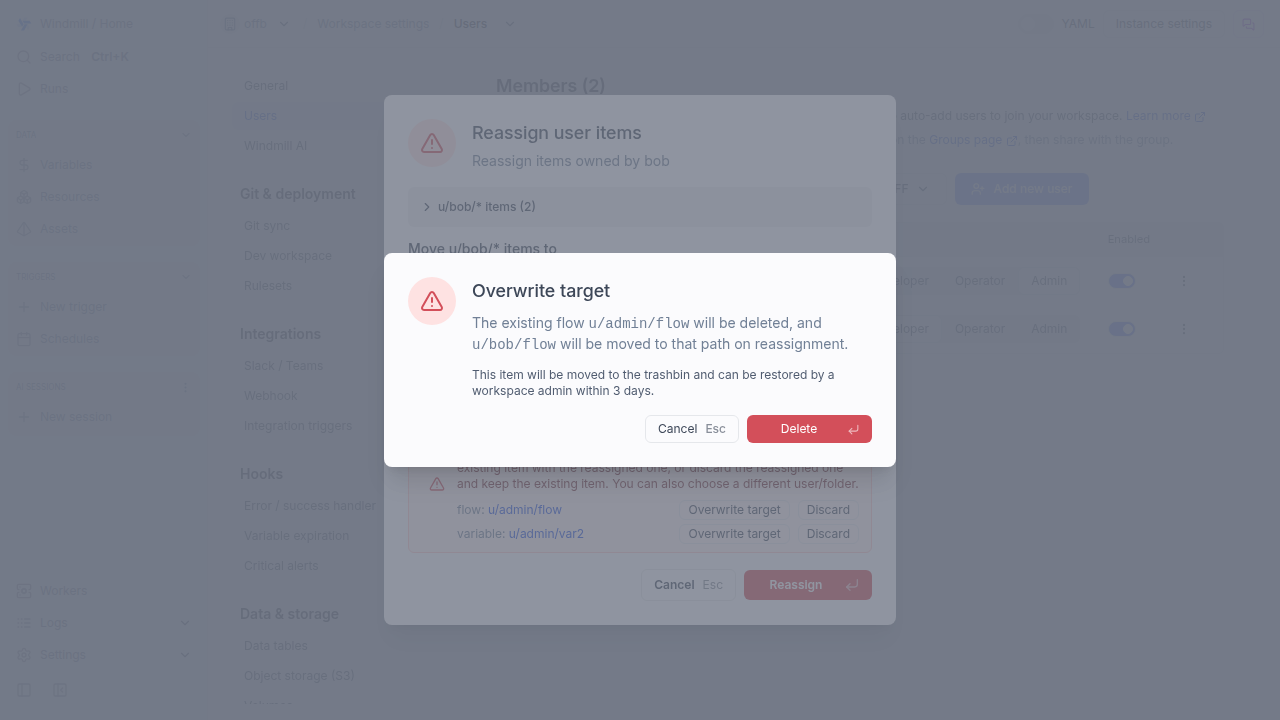 Windmill / Home
effb
Workspace settings
Users
YAML
Instance settings
Search Ctrl+K
Runs
Variables
Resources
Assets
TRIGGERS
New trigger
Schedules
New session
Workers
Logs
Settings
General
Users
Windmill AI
Git & deployment
Git sync
Dev workspace
Rulesets
Integrations
Slack / Teams
Webhook
Integration triggers
Hooks
Error / success handler
Variable expiration
Critical alerts
Data & storage
Data tables
Object storage (S3)
Members (2)
auto-add users to join your workspace. Learn more
the Groups page , then share with the group.
Add new user
Enabled
Operator Admin
Operator Admin
Reassign user items
Reassign items owned by bob
u/bob/* items (2)
Move u/bob/* items to
Overwrite target
The existing flow u/admin/flow will be deleted, and
u/bob/flow will be moved to that path on reassignment.
This item will be moved to the trashbin and can be restored by a
workspace admin within 3 days.
Cancel Esc Delete
existing item with the reassigned one, or discard the reassigned one
and keep the existing item. You can also choose a different user/folder.
flow: u/admin/flow Overwrite target Discard
variable: u/admin/var2 Overwrite target Discard
Cancel Esc Reassign